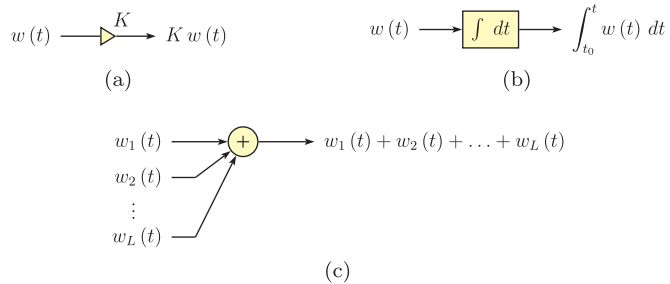 w (t) K K w (t)
(a)
w (t) ∫ dt ∫_{t_0}^{t} w (t) dt
(b)
w_1 (t) + w_1 (t) + w_2 (t) + ... + w_L (t)
w_2 (t)
⋮
w_L (t)
(c)